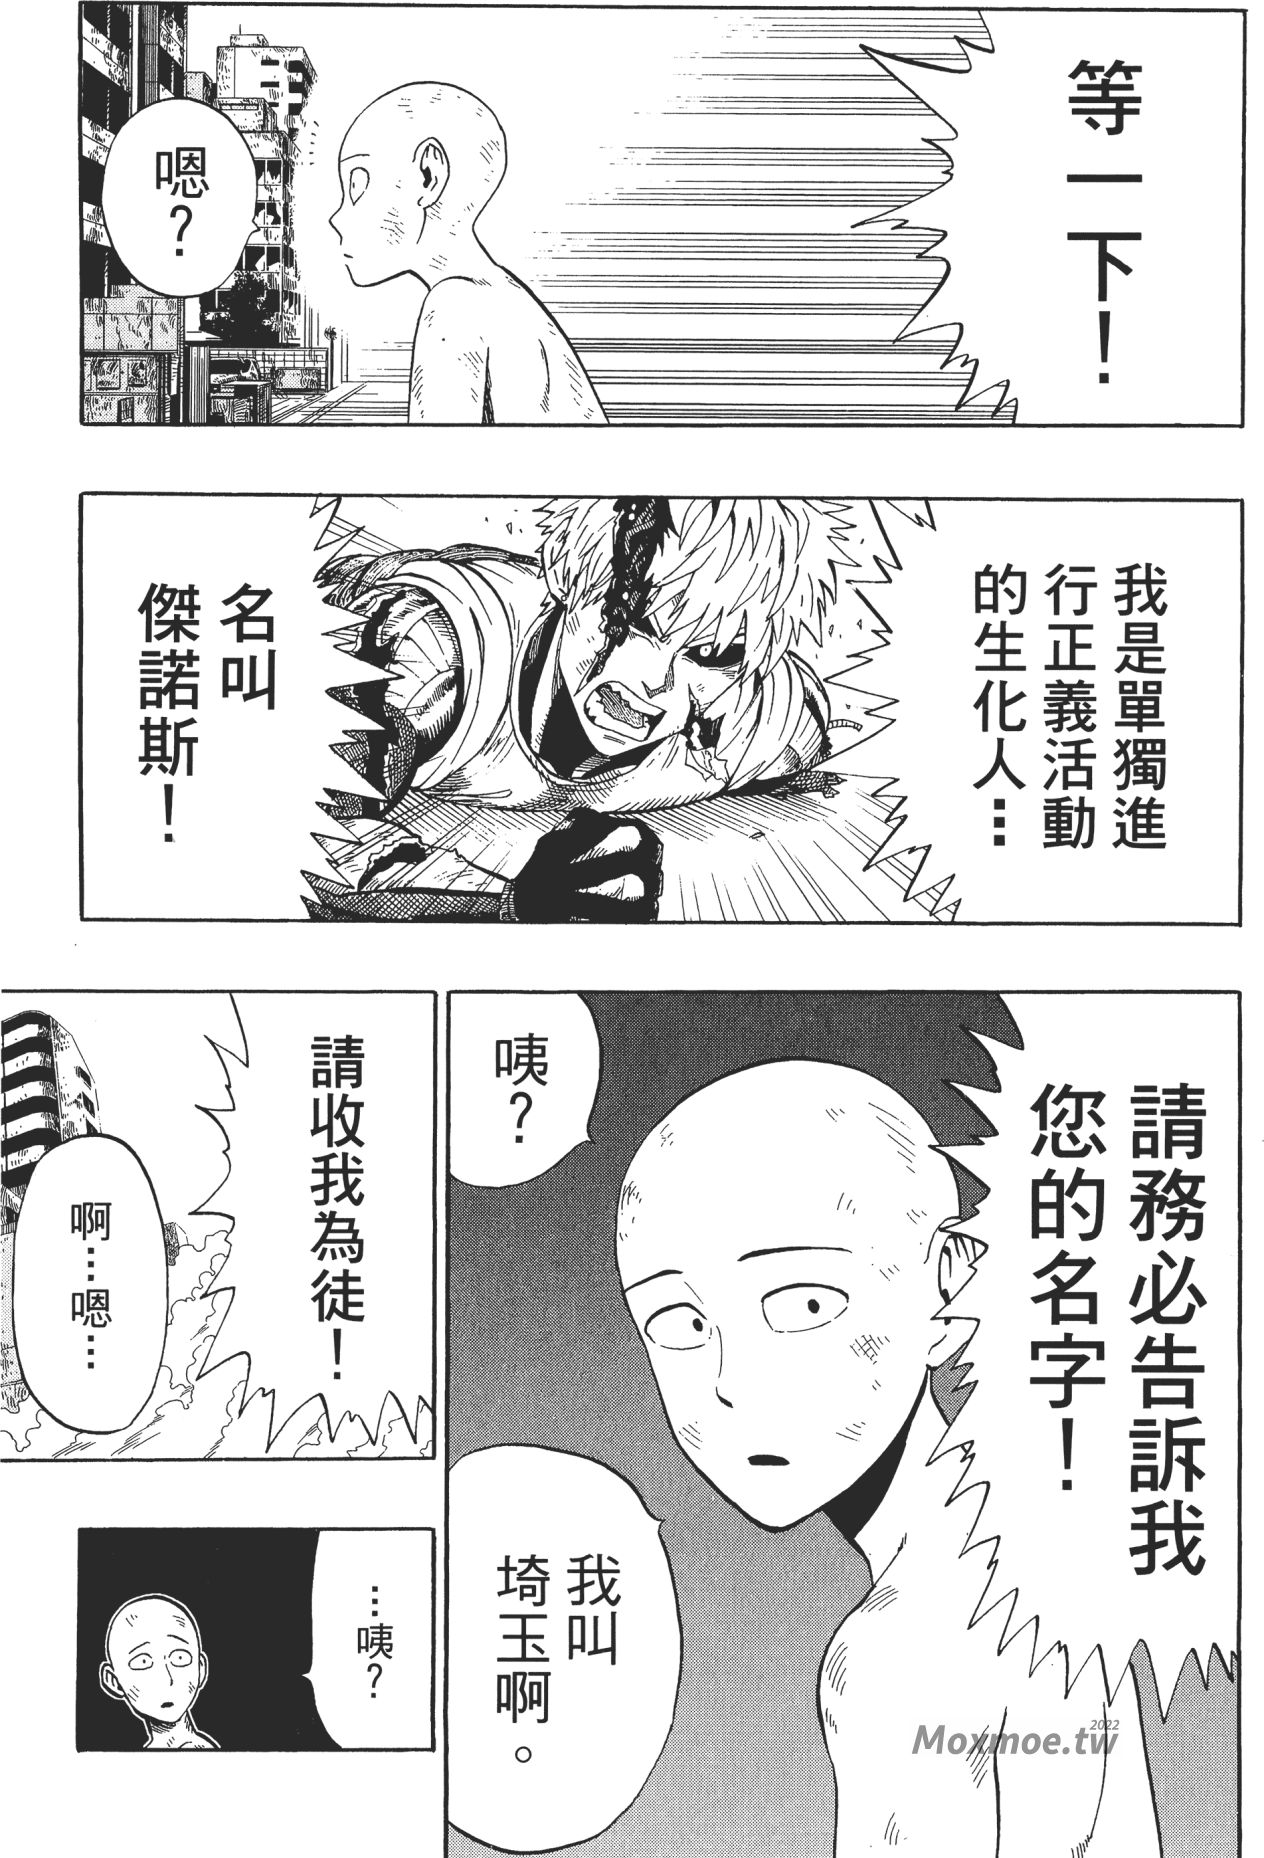 等一下！
嗯？
我是單獨進
行正義活動
的生化人…
名叫
傑諾斯！
請務必告訴我
您的名字！
咦？
我叫
埼玉啊。
請收我為徒！
啊…嗯…
…咦？
Moxmoe.tw
2022